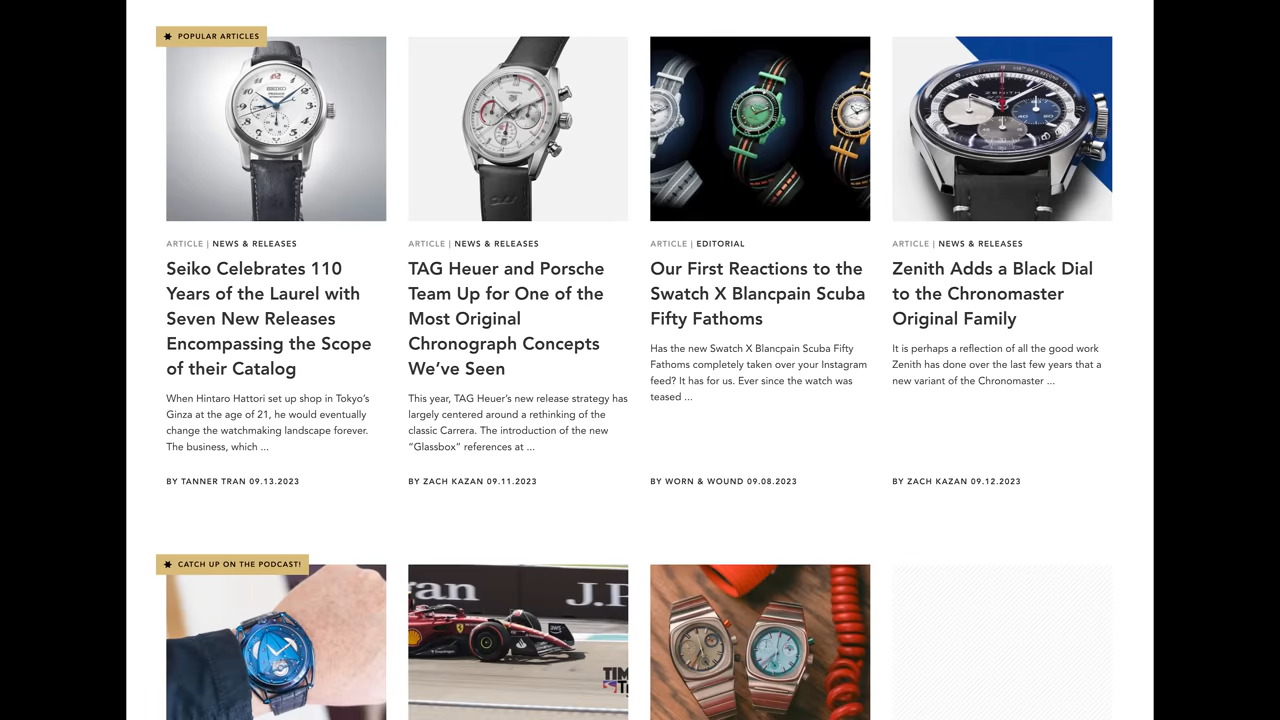 POPULAR ARTICLES
SEIKO
ZENITH
ARTICLE | NEWS & RELEASES
Seiko Celebrates 110
Years of the Laurel with
Seven New Releases
Encompassing the Scope
of their Catalog
When Hintaro Hattori set up shop in Tokyo’s
Ginza at the age of 21, he would eventually
change the watchmaking landscape forever.
The business, which ...
BY TANNER TRAN 09.13.2023
ARTICLE | NEWS & RELEASES
TAG Heuer and Porsche
Team Up for One of the
Most Original
Chronograph Concepts
We’ve Seen
This year, TAG Heuer’s new release strategy has
largely centered around a rethinking of the
classic Carrera. The introduction of the new
“Glassbox” references at ...
BY ZACH KAZAN 09.11.2023
ARTICLE | EDITORIAL
Our First Reactions to the
Swatch X Blancpain Scuba
Fifty Fathoms
Has the new Swatch X Blancpain Scuba Fifty
Fathoms completely taken over your Instagram
feed? It has for us. Ever since the watch was
teased ...
BY WORN & WOUND 09.08.2023
ARTICLE | NEWS & RELEASES
Zenith Adds a Black Dial
to the Chronomaster
Original Family
It is perhaps a reflection of all the good work
Zenith has done over the last few years that a
new variant of the Chronomaster ...
BY ZACH KAZAN 09.12.2023
CATCH UP ON THE PODCAST!
ran
J.P
aws
TIM